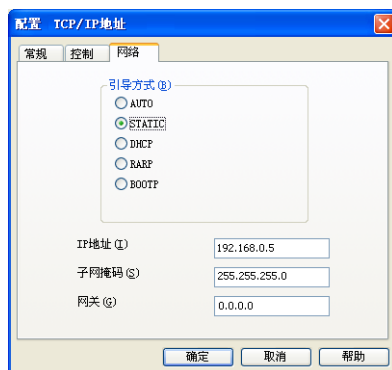 配置 TCP/IP地址
常规 控制 网络
引导方式(B)
AUTO
STATIC
DHCP
RARP
BOOTP
IP地址(I) 192.168.0.5
子网掩码(S) 255.255.255.0
网关(G) 0.0.0.0
确定 取消 帮助